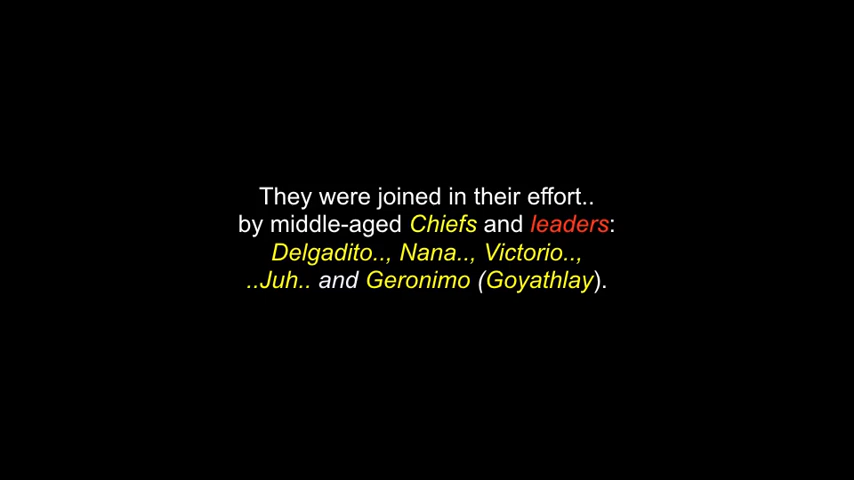 They were joined in their effort..
by middle-aged Chiefs and leaders:
Delgadito.., Nana.., Victorio..,
..Juh.. and Geronimo (Goyathlay).